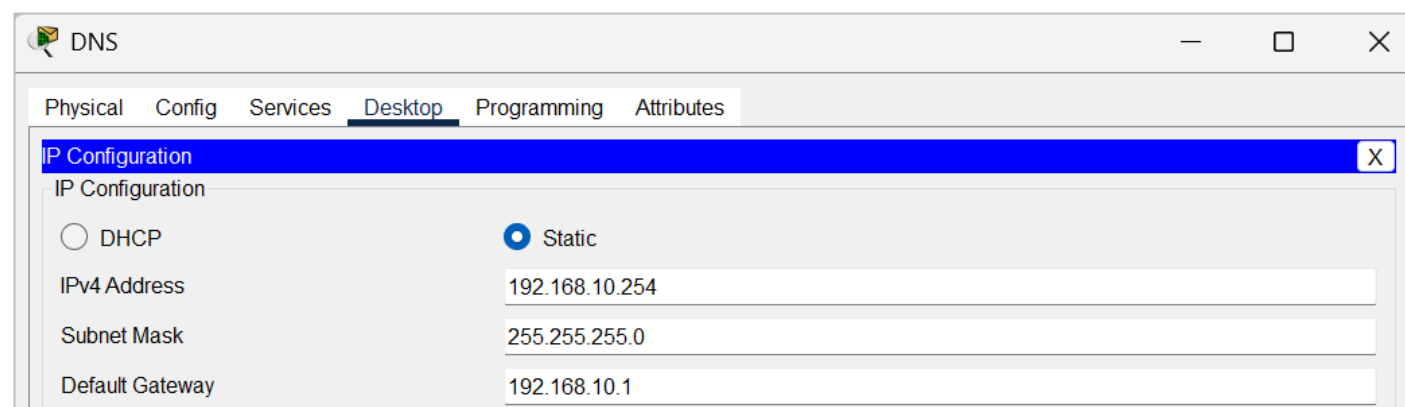 DNS
Physical Config Services Desktop Programming Attributes
IP Configuration X
IP Configuration
DHCP Static
IPv4 Address 192.168.10.254
Subnet Mask 255.255.255.0
Default Gateway 192.168.10.1